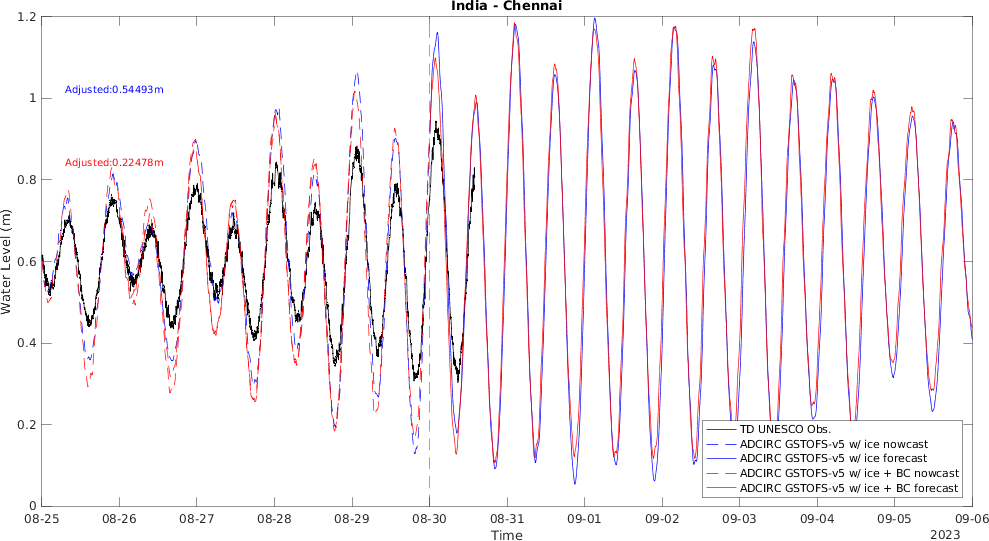 India - Chennai
Water Level (m)
1.2
1
0.8
0.6
0.4
0.2
0
Adjusted:0.54493m
Adjusted:0.22478m
TD UNESCO Obs.
ADCIRC GSTOFS-v5 w/ ice nowcast
ADCIRC GSTOFS-v5 w/ ice forecast
ADCIRC GSTOFS-v5 w/ ice + BC nowcast
ADCIRC GSTOFS-v5 w/ ice + BC forecast
08-25 08-26 08-27 08-28 08-29 08-30 08-31 09-01 09-02 09-03 09-04 09-05 09-06
Time
2023